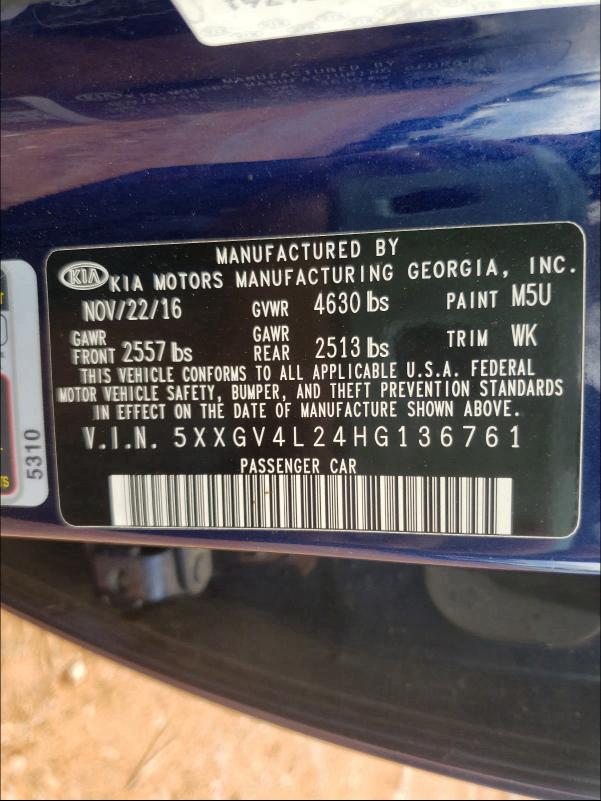 MANUFACTURED BY
KIA KIA MOTORS MANUFACTURING GEORGIA, INC.
NOV/22/16 GVWR 4630 lbs PAINT M5U
GAWR FRONT 2557 lbs GAWR REAR 2513 lbs TRIM WK
THIS VEHICLE CONFORMS TO ALL APPLICABLE U.S.A. FEDERAL
MOTOR VEHICLE SAFETY, BUMPER, AND THEFT PREVENTION STANDARDS
IN EFFECT ON THE DATE OF MANUFACTURE SHOWN ABOVE.
V.I.N. 5XXGV4L24HG136761
PASSENGER CAR
5310